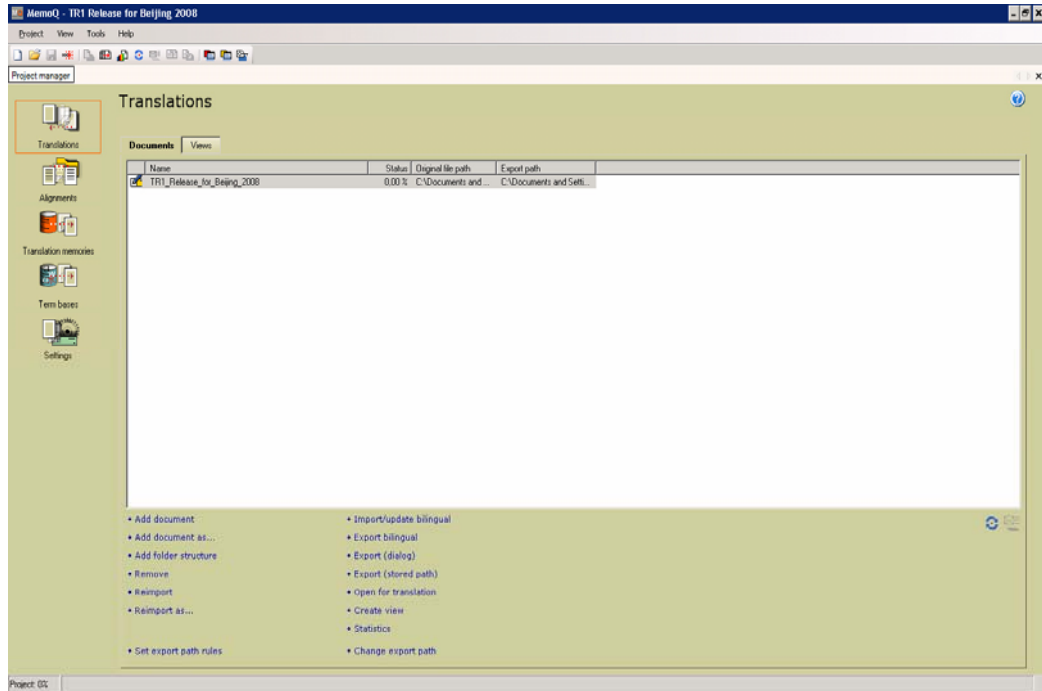 MemoQ - TR1 Release for Beijing 2008
Project View Tools Help
Project manager
Translations
Translations
Documents Views
Name Status Original file path Export path
TR1_Release_for_Beijing_2008 0.00 % C:\Documents and ... C:\Documents and Setti...
Alignments
Translation memories
Term bases
Settings
• Add document
• Add document as...
• Add folder structure
• Remove
• Reimport
• Reimport as...
• Set export path rules
• Import/update bilingual
• Export bilingual
• Export (dialog)
• Export (stored path)
• Open for translation
• Create view
• Statistics
• Change export path
Project: 0%